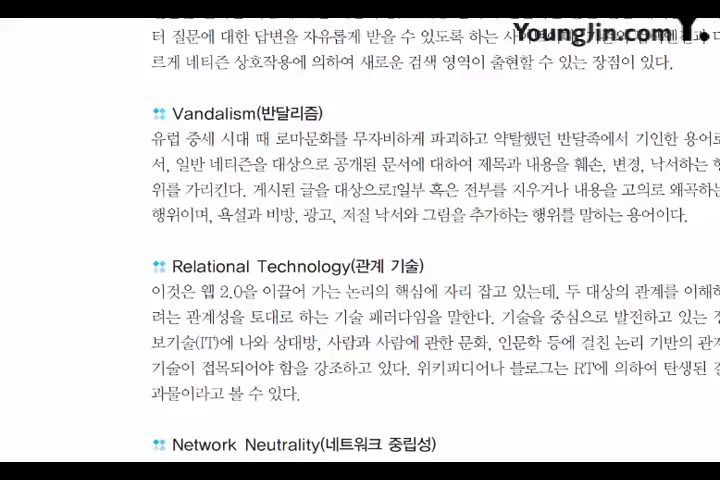 Youngjin.com Y.
터 질문에 대한 답변을 자유롭게 받을 수 있도록 하는
르게 네티즌 상호작용에 의하여 새로운 검색 영역이 출현할 수 있는 장점이 있다.
Vandalism(반달리즘)
유럽 중세 시대 때 로마문화를 무자비하게 파괴하고 약탈했던 반달족에서 기인한 용어로
서, 일반 네티즌을 대상으로 공개된 문서에 대하여 제목과 내용을 훼손, 변경, 낙서하는 행
위를 가리킨다. 게시된 글을 대상으로 일부 혹은 전부를 지우거나 내용을 고의로 왜곡하는
행위이며, 욕설과 비방, 광고, 저질 낙서와 그림을 추가하는 행위를 말하는 용어이다.
Relational Technology(관계 기술)
이것은 웹 2.0을 이끌어 가는 논리의 핵심에 자리 잡고 있는데, 두 대상의 관계를 이해하
려는 관계성을 토대로 하는 기술 패러다임을 말한다. 기술을 중심으로 발전하고 있는 정
보기술(IT)에 나와 상대방, 사람과 사람에 관한 문화, 인문학 등에 걸친 논리 기반의 관계
기술이 접목되어야 함을 강조하고 있다. 위키피디어나 블로그는 RT에 의하여 탄생된 결
과물이라고 볼 수 있다.
Network Neutrality(네트워크 중립성)